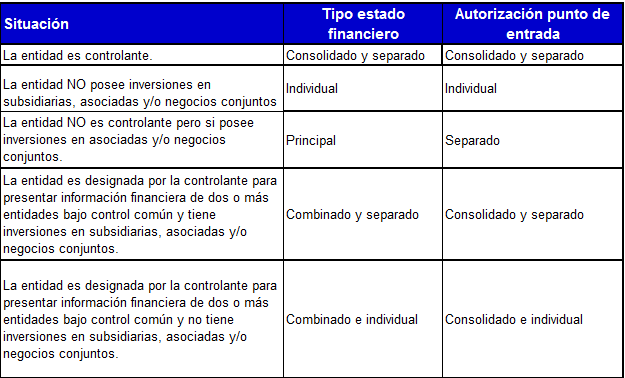 Situación
Tipo estado
financiero
Autorización punto de
entrada
La entidad es controlante.
Consolidado y separado
Consolidado y separado
La entidad NO posee inversiones en
subsidiarias, asociadas y/o negocios conjuntos
Individual
Individual
La entidad NO es controlante pero si posee
inversiones en asociadas y/o negocios
conjuntos.
Principal
Separado
La entidad es designada por la controlante para
presentar información financiera de dos o más
entidades bajo control común y tiene
inversiones en subsidiarias, asociadas y/o
negocios conjuntos.
Combinado y separado
Consolidado y separado
La entidad es designada por la controlante para
presentar información financiera de dos o más
entidades bajo control común y no tiene
inversiones en subsidiarias, asociadas y/o
negocios conjuntos.
Combinado e individual
Consolidado e individual